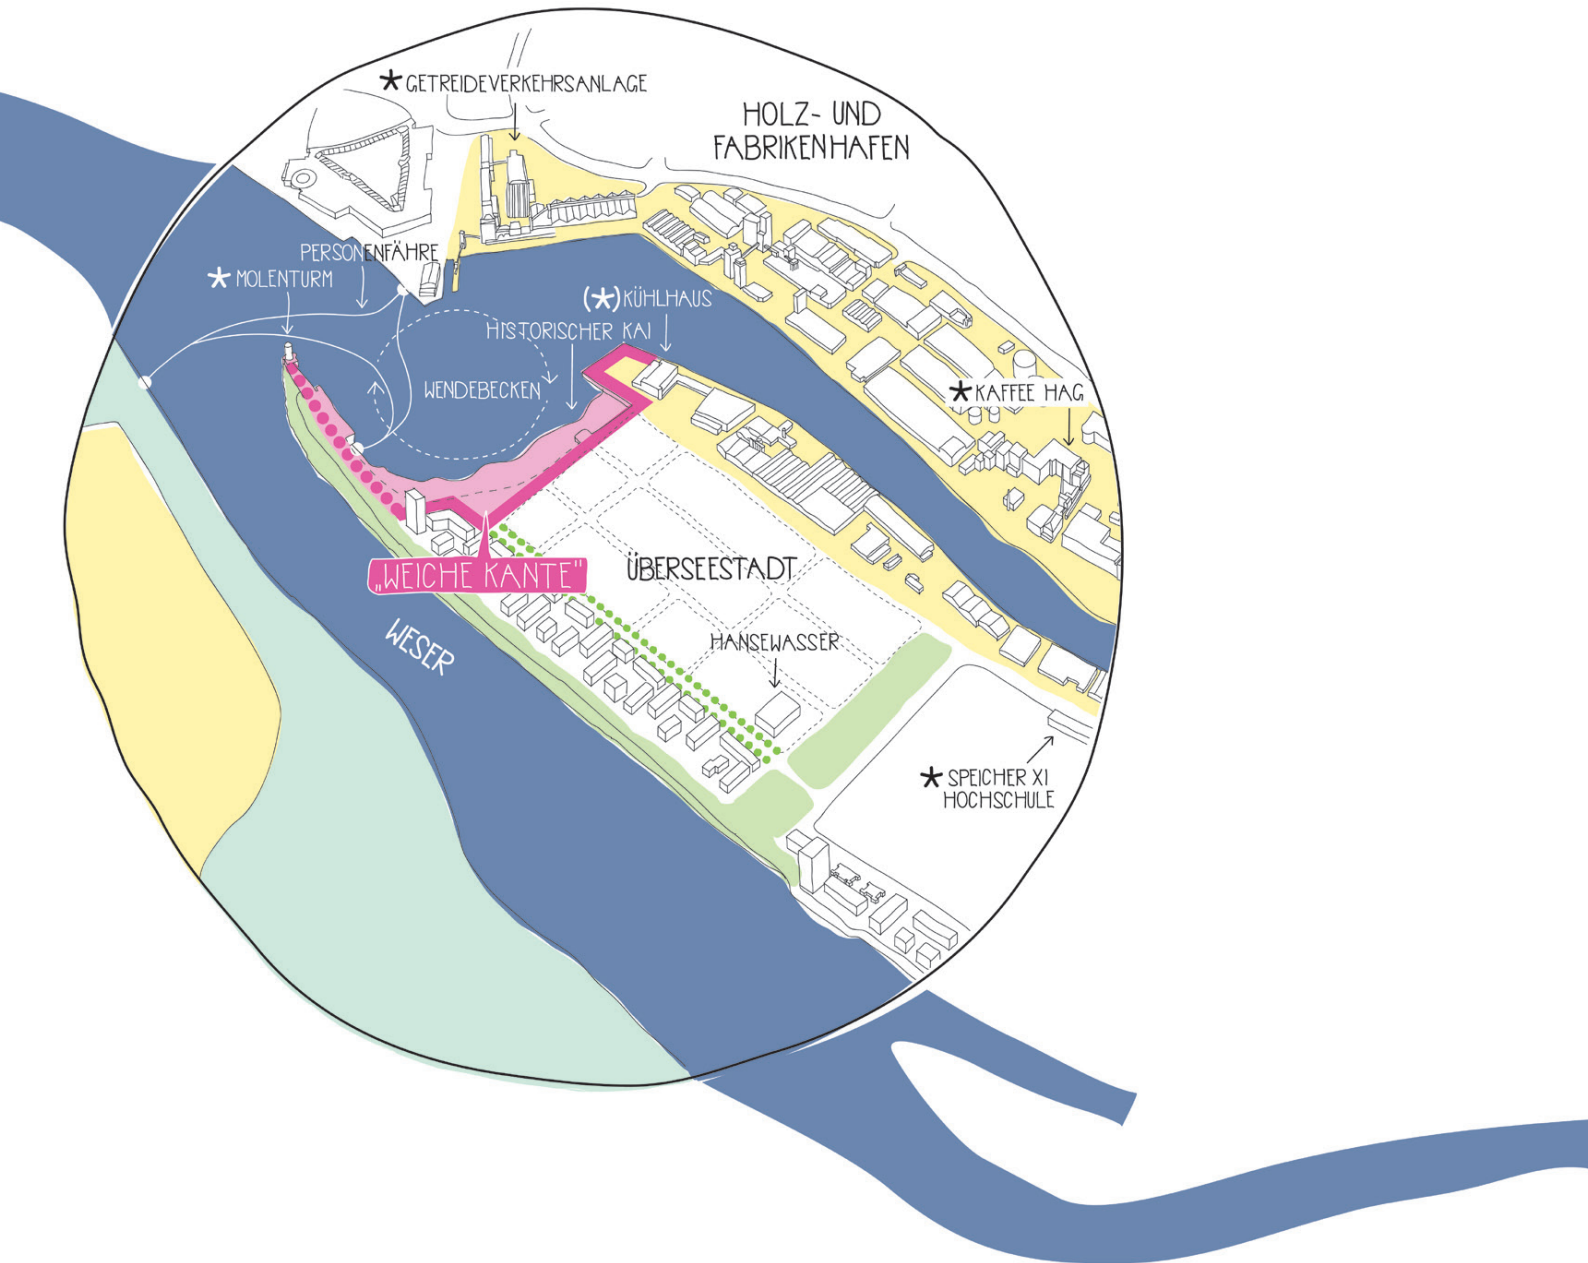 * GETREIDEVERKEHRSANLAGE
HOLZ- UND
FABRIKENHAFEN
PERSONENFÄHRE
* MOLENTURM
(*) KÜHLHAUS
HISTORISCHER KAI
WENDEBECKEN
* KAFFEE HAG
„WEICHE KANTE"
ÜBERSEESTADT
WESER
HANSEWASSER
* SPEICHER XI
HOCHSCHULE